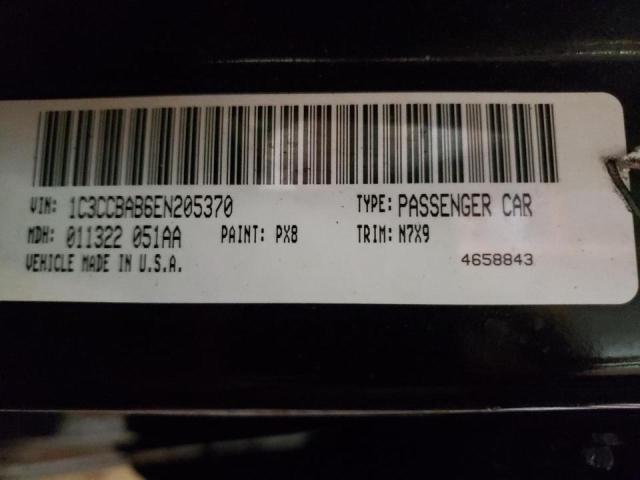 VIN: 1C3CCBAB6EN205370 TYPE: PASSENGER CAR
MDH: 011322 051AA PAINT: PX8 TRIM: N7X9
VEHICLE MADE IN U.S.A. 4658843